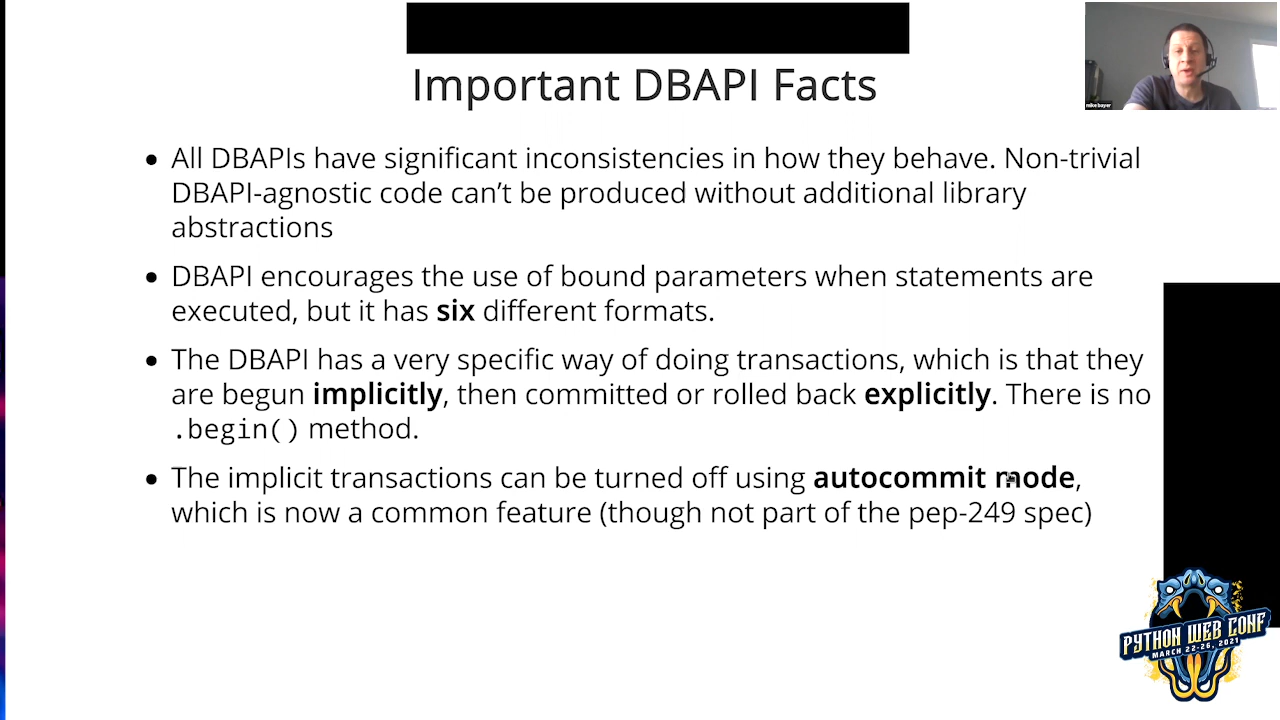 mike bayer
Important DBAPI Facts
• All DBAPIs have significant inconsistencies in how they behave. Non-trivial
DBAPI-agnostic code can’t be produced without additional library
abstractions
• DBAPI encourages the use of bound parameters when statements are
executed, but it has six different formats.
• The DBAPI has a very specific way of doing transactions, which is that they
are begun implicitly, then committed or rolled back explicitly. There is no
.begin() method.
• The implicit transactions can be turned off using autocommit mode,
which is now a common feature (though not part of the pep-249 spec)
PYTHON WEB CONF
MARCH 22-26, 2021